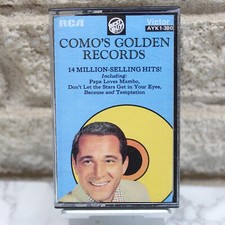 RCA
Victor
AYK1-380
COMO'S GOLDEN
RECORDS
14 MILLION-SELLING HITS!
Including:
Papa Loves Mambo,
Don't Let the Stars Get in Your Eyes,
Because and Temptation